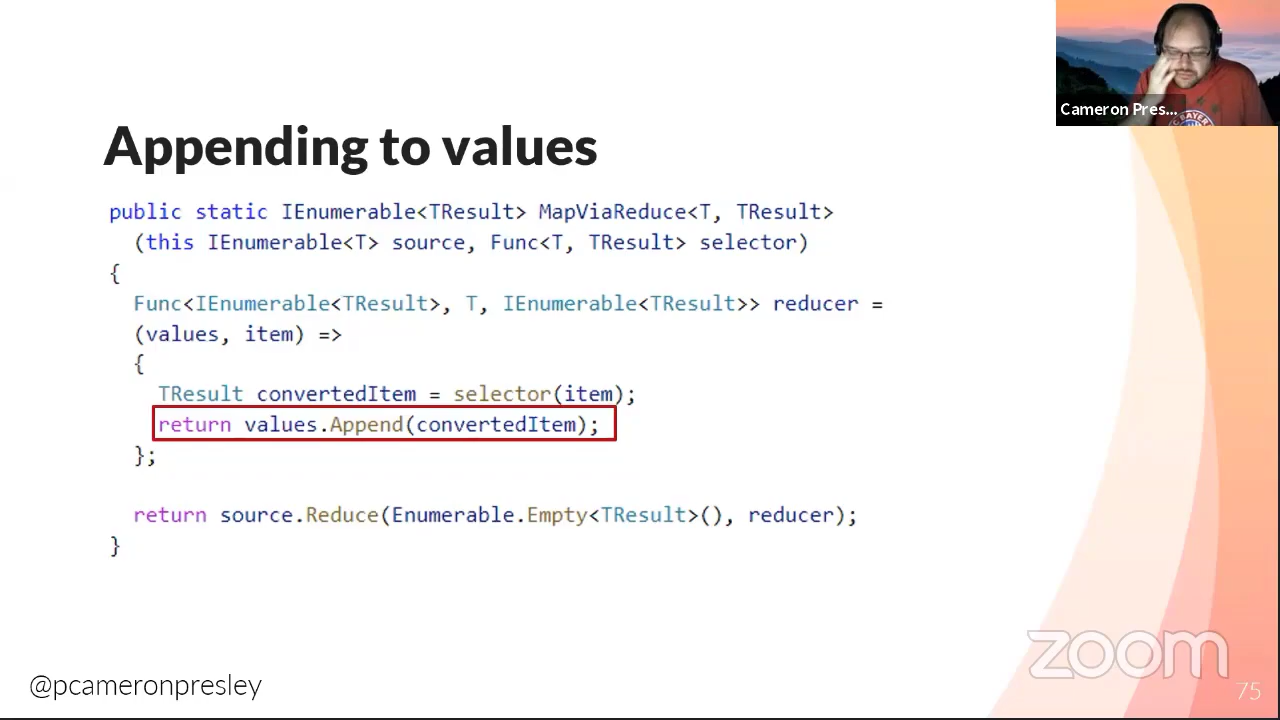 Cameron Pres...
Appending to values
public static IEnumerable<TResult> MapViaReduce<T, TResult>
(this IEnumerable<T> source, Func<T, TResult> selector)
{
Func<IEnumerable<TResult>, T, IEnumerable<TResult>> reducer =
(values, item) =>
{
TResult convertedItem = selector(item);
return values.Append(convertedItem);
};
return source.Reduce(Enumerable.Empty<TResult>(), reducer);
}
@pcameronpresley
zoom
75